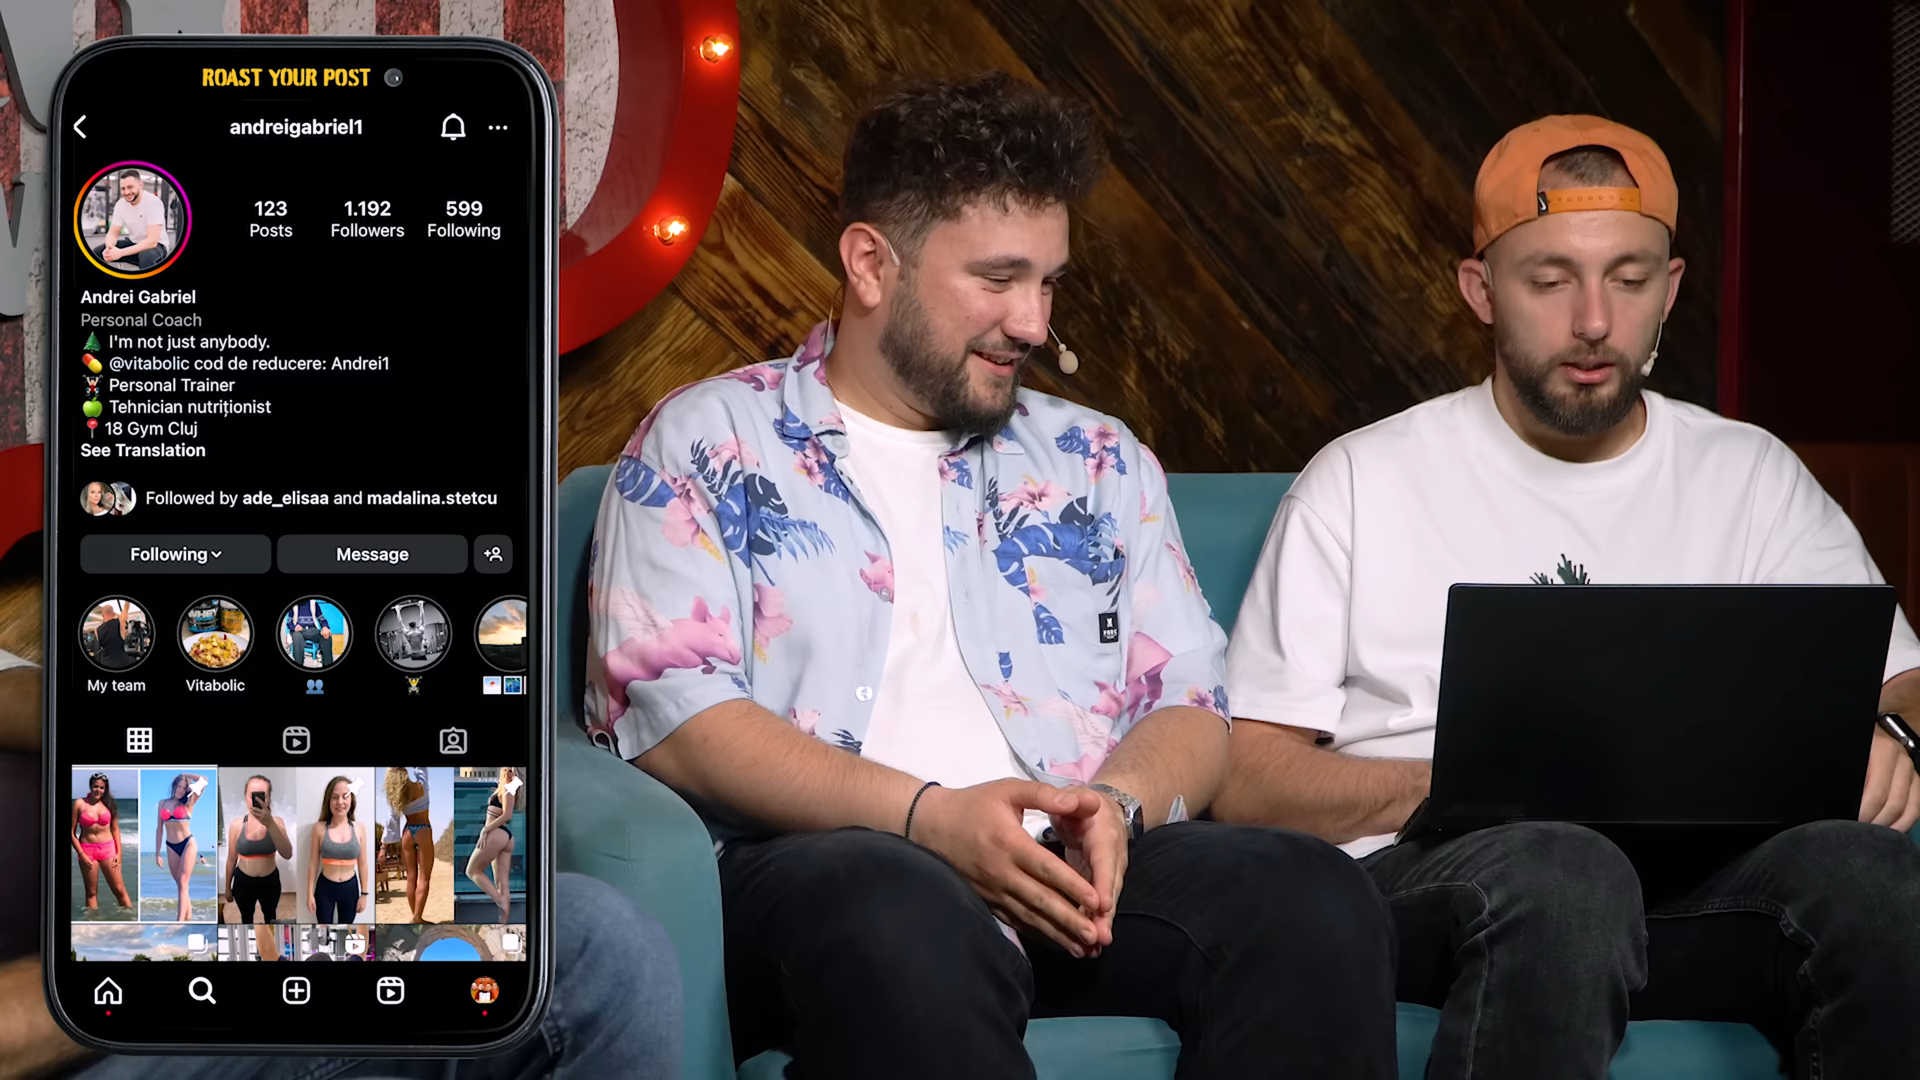 ROAST YOUR POST
andreigabriel1
123
Posts
1.192
Followers
599
Following
Andrei Gabriel
Personal Coach
I'm not just anybody.
@vitabolic cod de reducere: Andrei1
Personal Trainer
Tehnician nutriționist
18 Gym Cluj
See Translation
Followed by ade_elisaa and madalina.stetcu
Following
Message
My team
Vitabolic